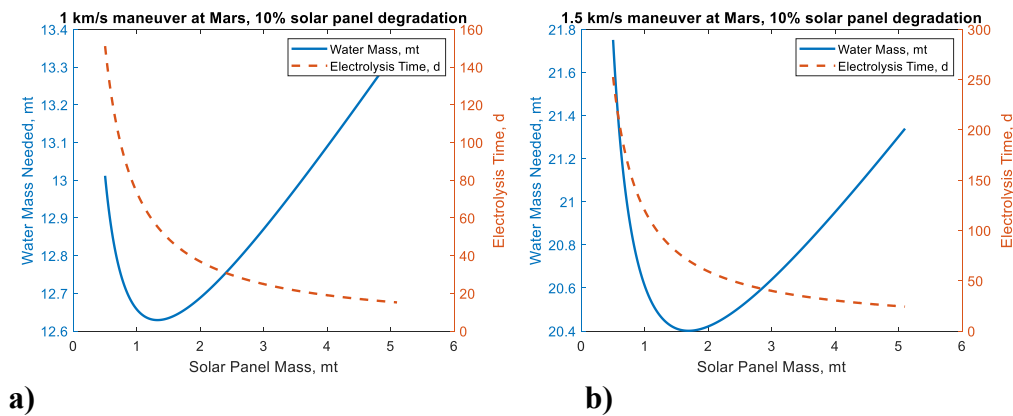 1 km/s maneuver at Mars, 10% solar panel degradation
13.4
13.3
13.2
13.1
13
12.9
12.8
12.7
12.6
Water Mass Needed, mt
Water Mass, mt
Electrolysis Time, d
160
140
120
100
80
60
40
20
0
Electrolysis Time, d
0 1 2 3 4 5 6
Solar Panel Mass, mt
a)
1.5 km/s maneuver at Mars, 10% solar panel degradation
21.8
21.6
21.4
21.2
21
20.8
20.6
20.4
Water Mass Needed, mt
Water Mass, mt
Electrolysis Time, d
300
250
200
150
100
50
0
Electrolysis Time, d
0 1 2 3 4 5 6
Solar Panel Mass, mt
b)